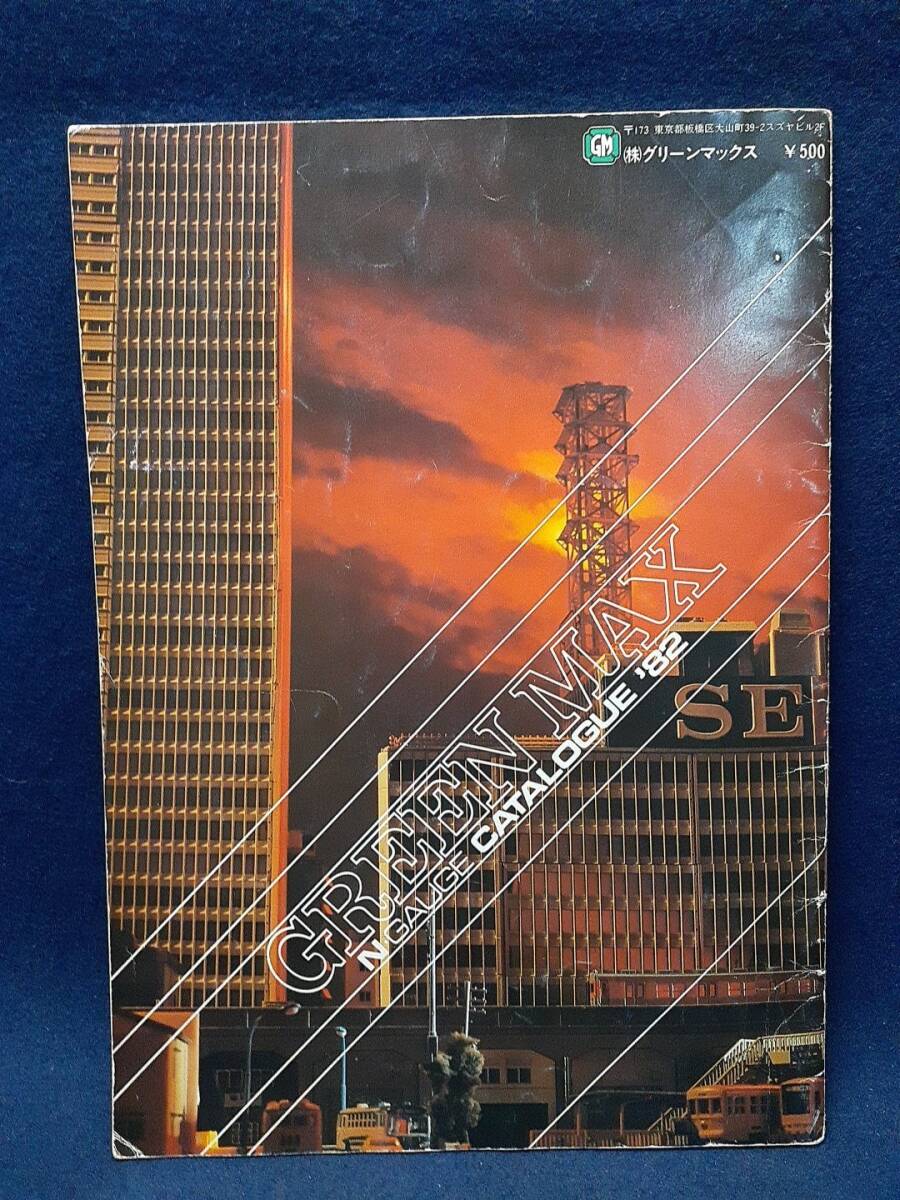 GM
〒173 東京都板橋区大山町39-2スズヤビル2F
(株)グリーンマックス ￥500
GREEN MAX
N GAUGE CATALOGUE '82
SE